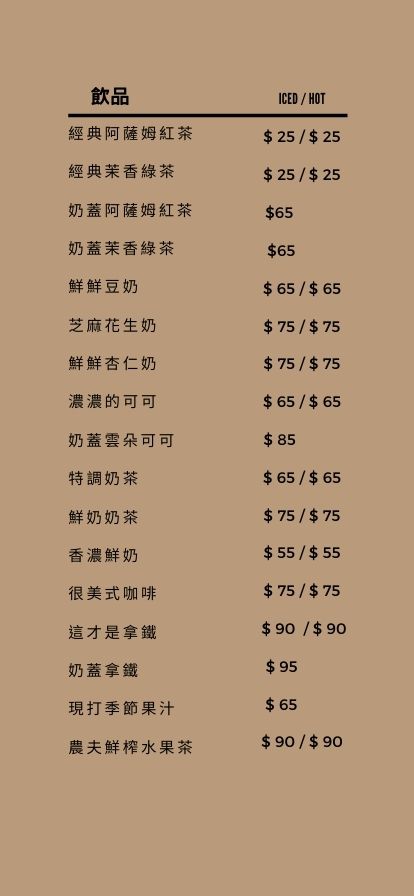 飲品 ICED / HOT
經典阿薩姆紅茶 $ 25 / $ 25
經典茉香綠茶 $ 25 / $ 25
奶蓋阿薩姆紅茶 $65
奶蓋茉香綠茶 $65
鮮鮮豆奶 $ 65 / $ 65
芝麻花生奶 $ 75 / $ 75
鮮鮮杏仁奶 $ 75 / $ 75
濃濃的可可 $ 65 / $ 65
奶蓋雲朵可可 $ 85
特調奶茶 $ 65 / $ 65
鮮奶奶茶 $ 75 / $ 75
香濃鮮奶 $ 55 / $ 55
很美式咖啡 $ 75 / $ 75
這才是拿鐵 $ 90 / $ 90
奶蓋拿鐵 $ 95
現打季節果汁 $ 65
農夫鮮榨水果茶 $ 90 / $ 90